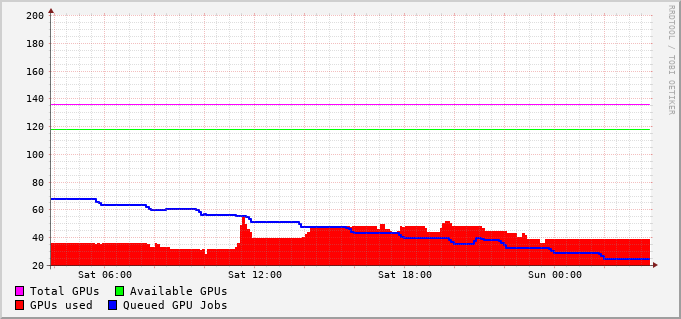 200
180
160
140
120
100
80
60
40
20
Sat 06:00 Sat 12:00 Sat 18:00 Sun 00:00
Total GPUs Available GPUs
GPUs used Queued GPU Jobs
RRDTOOL / TOBI OETIKER